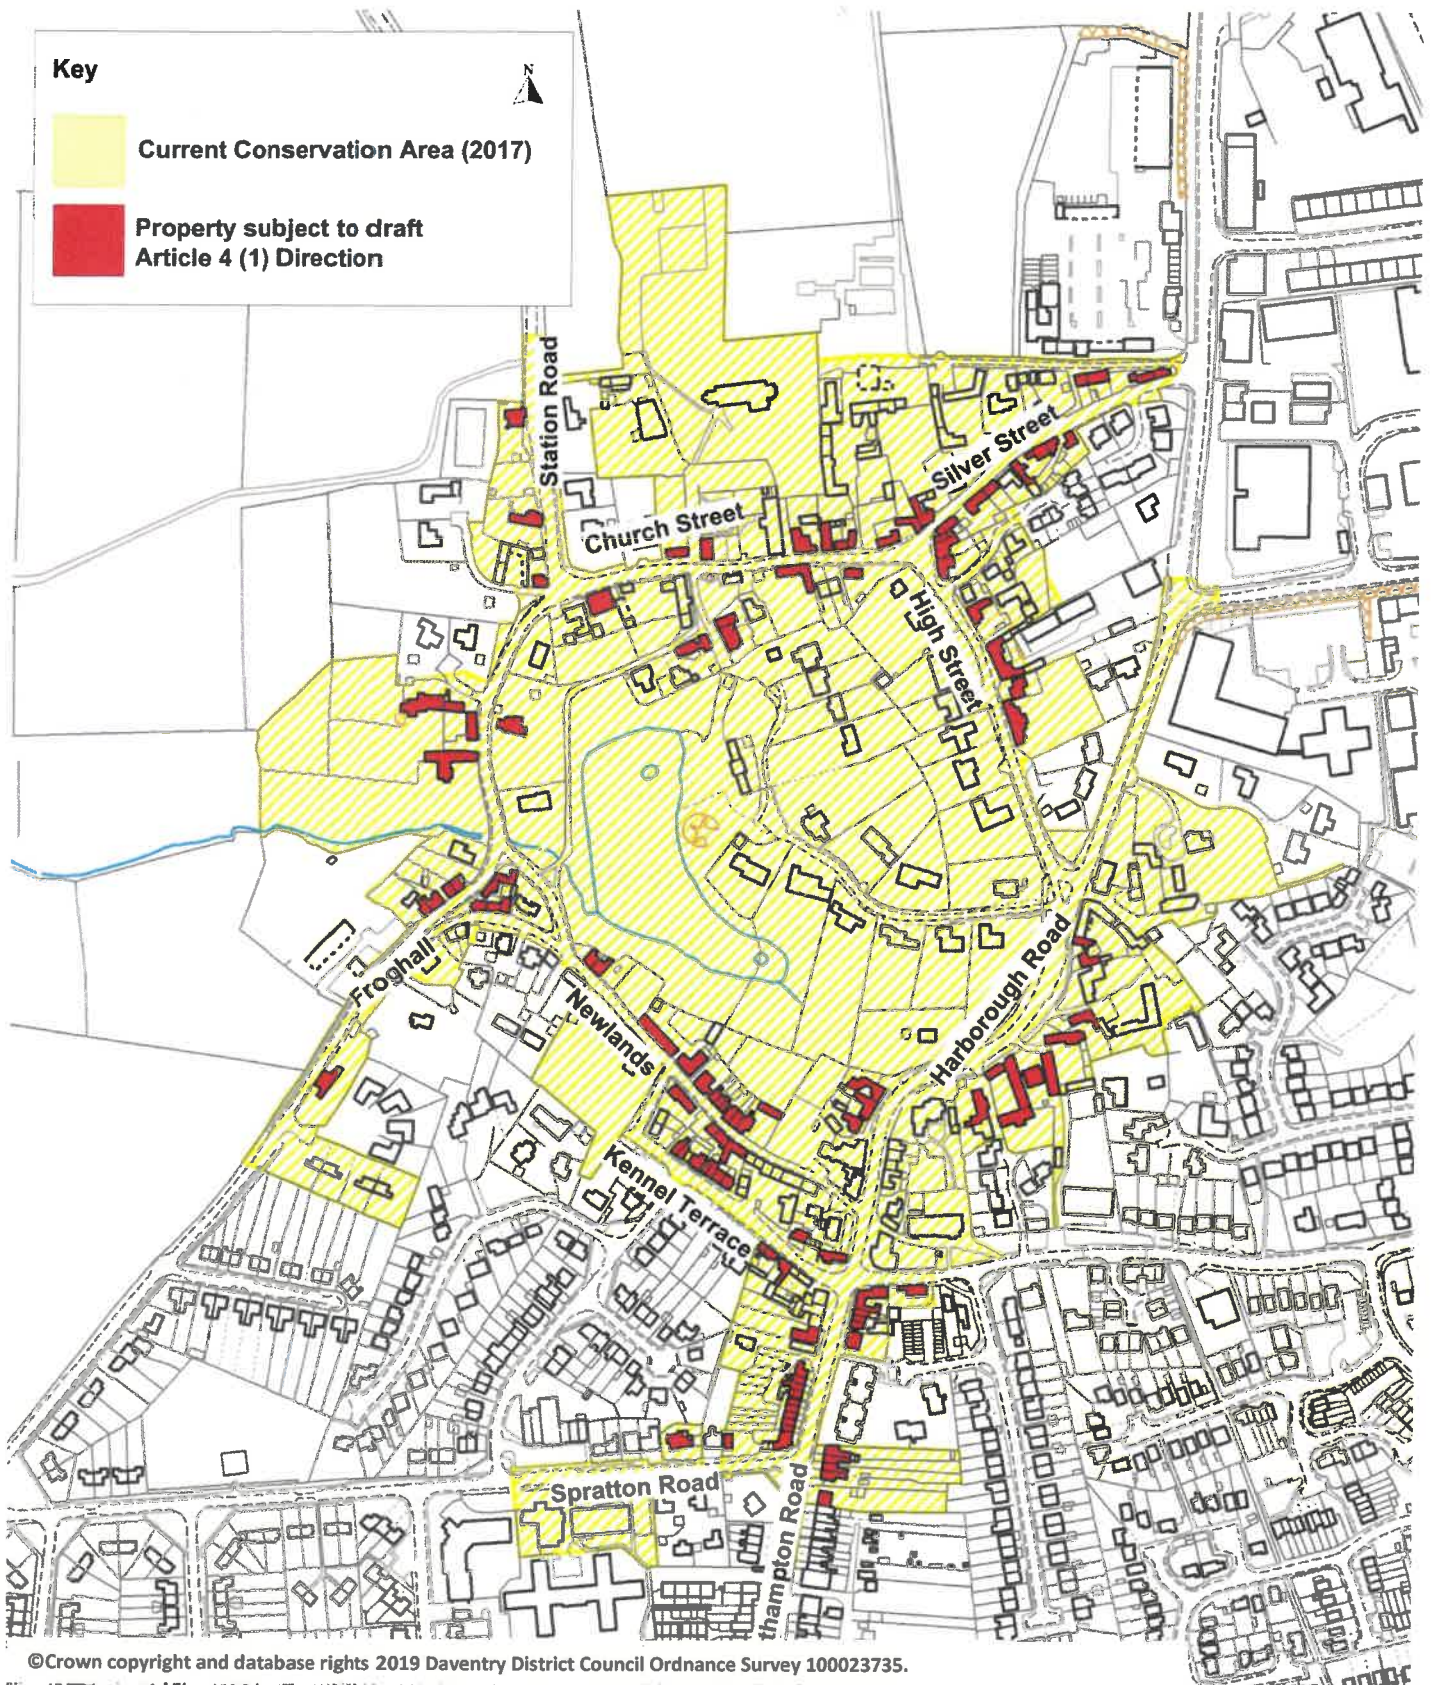 Key
N
Current Conservation Area (2017)
Property subject to draft
Article 4 (1) Direction
Station Road
Silver Street
Church Street
High Street
Froghall
Newlands
Harborough Road
Kennel Terrace
Spratton Road
thampton Road
©Crown copyright and database rights 2019 Daventry District Council Ordnance Survey 100023735.